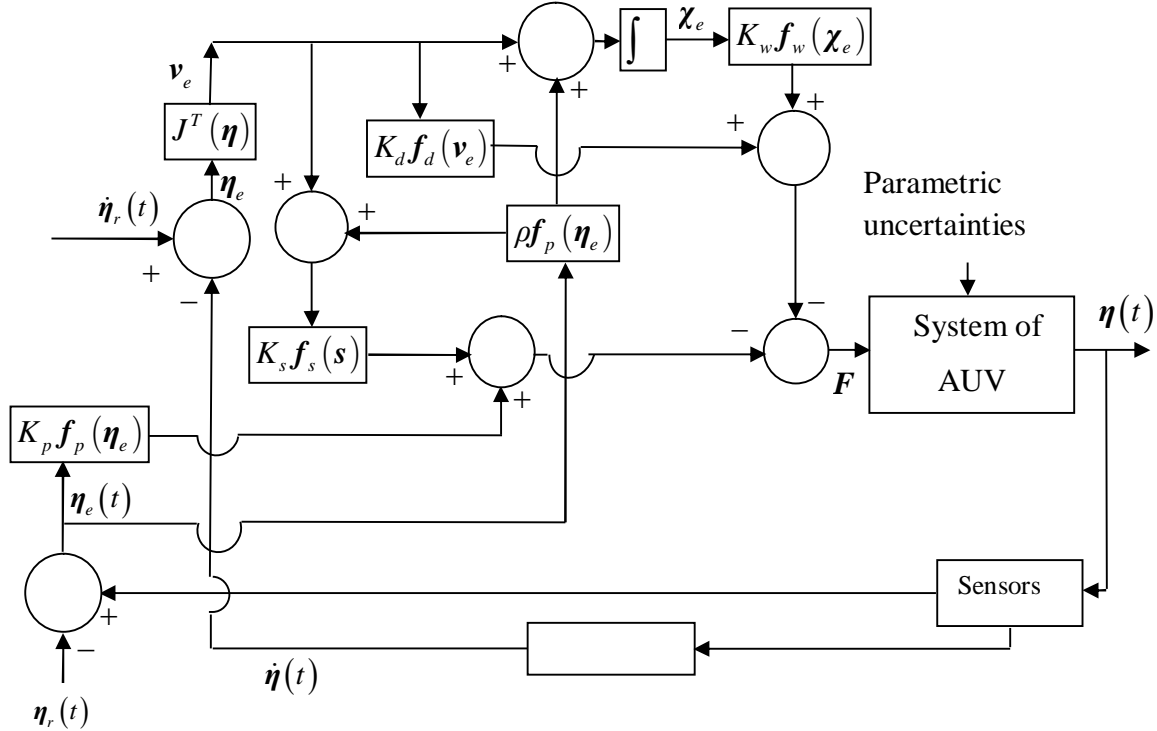 χ_e
∫
K_w f_w(χ_e)
+
+
v_e
J^T(η)
K_d f_d(v_e)
+
+
η_e
+
+
Parametric
uncertainties
η̇_r(t)
ρf_p(η_e)
+
−
−
−
System of
AUV
η(t)
F
K_s f_s(s)
+
+
K_p f_p(η_e)
η_e(t)
Sensors
+
−
η̇(t)
η_r(t)